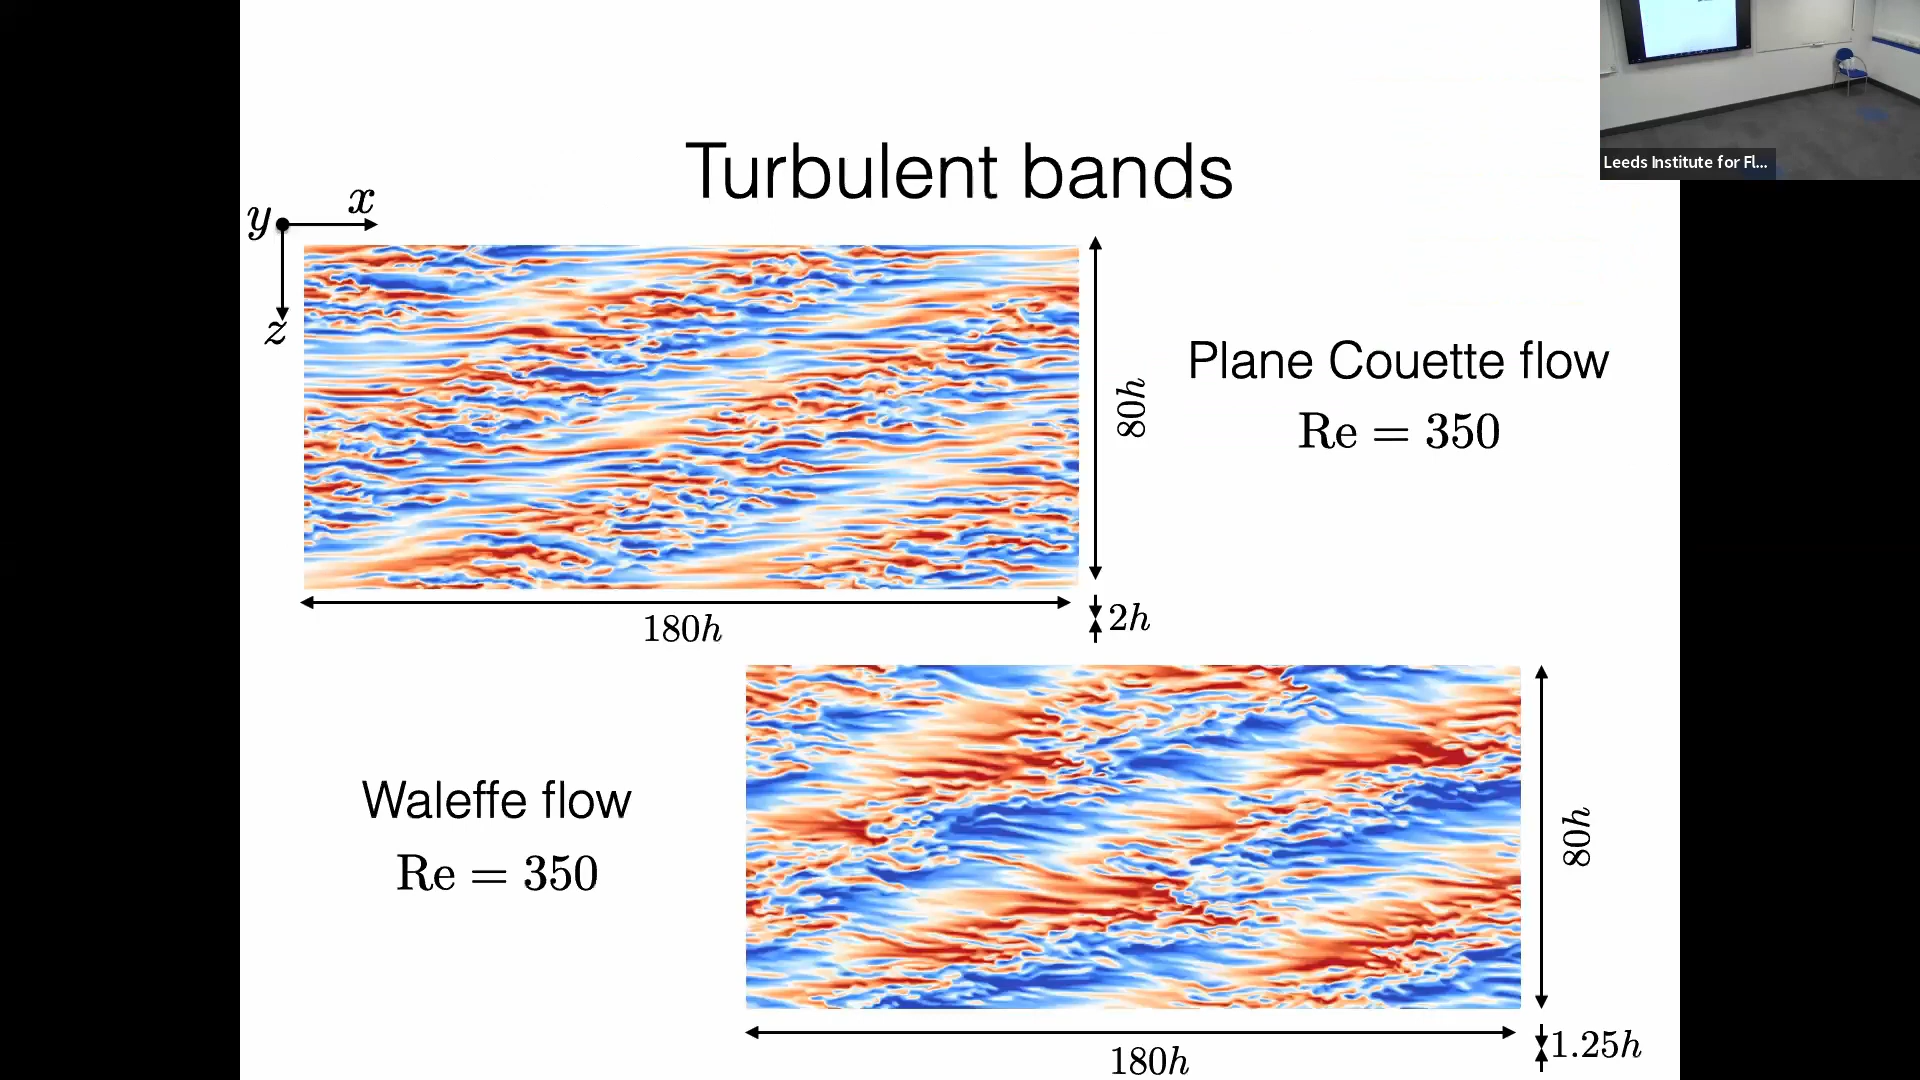 Leeds Institute for Fl...
Turbulent bands
x
y
z
80h
Plane Couette flow
Re = 350
180h
2h
Waleffe flow
Re = 350
80h
180h
1.25h